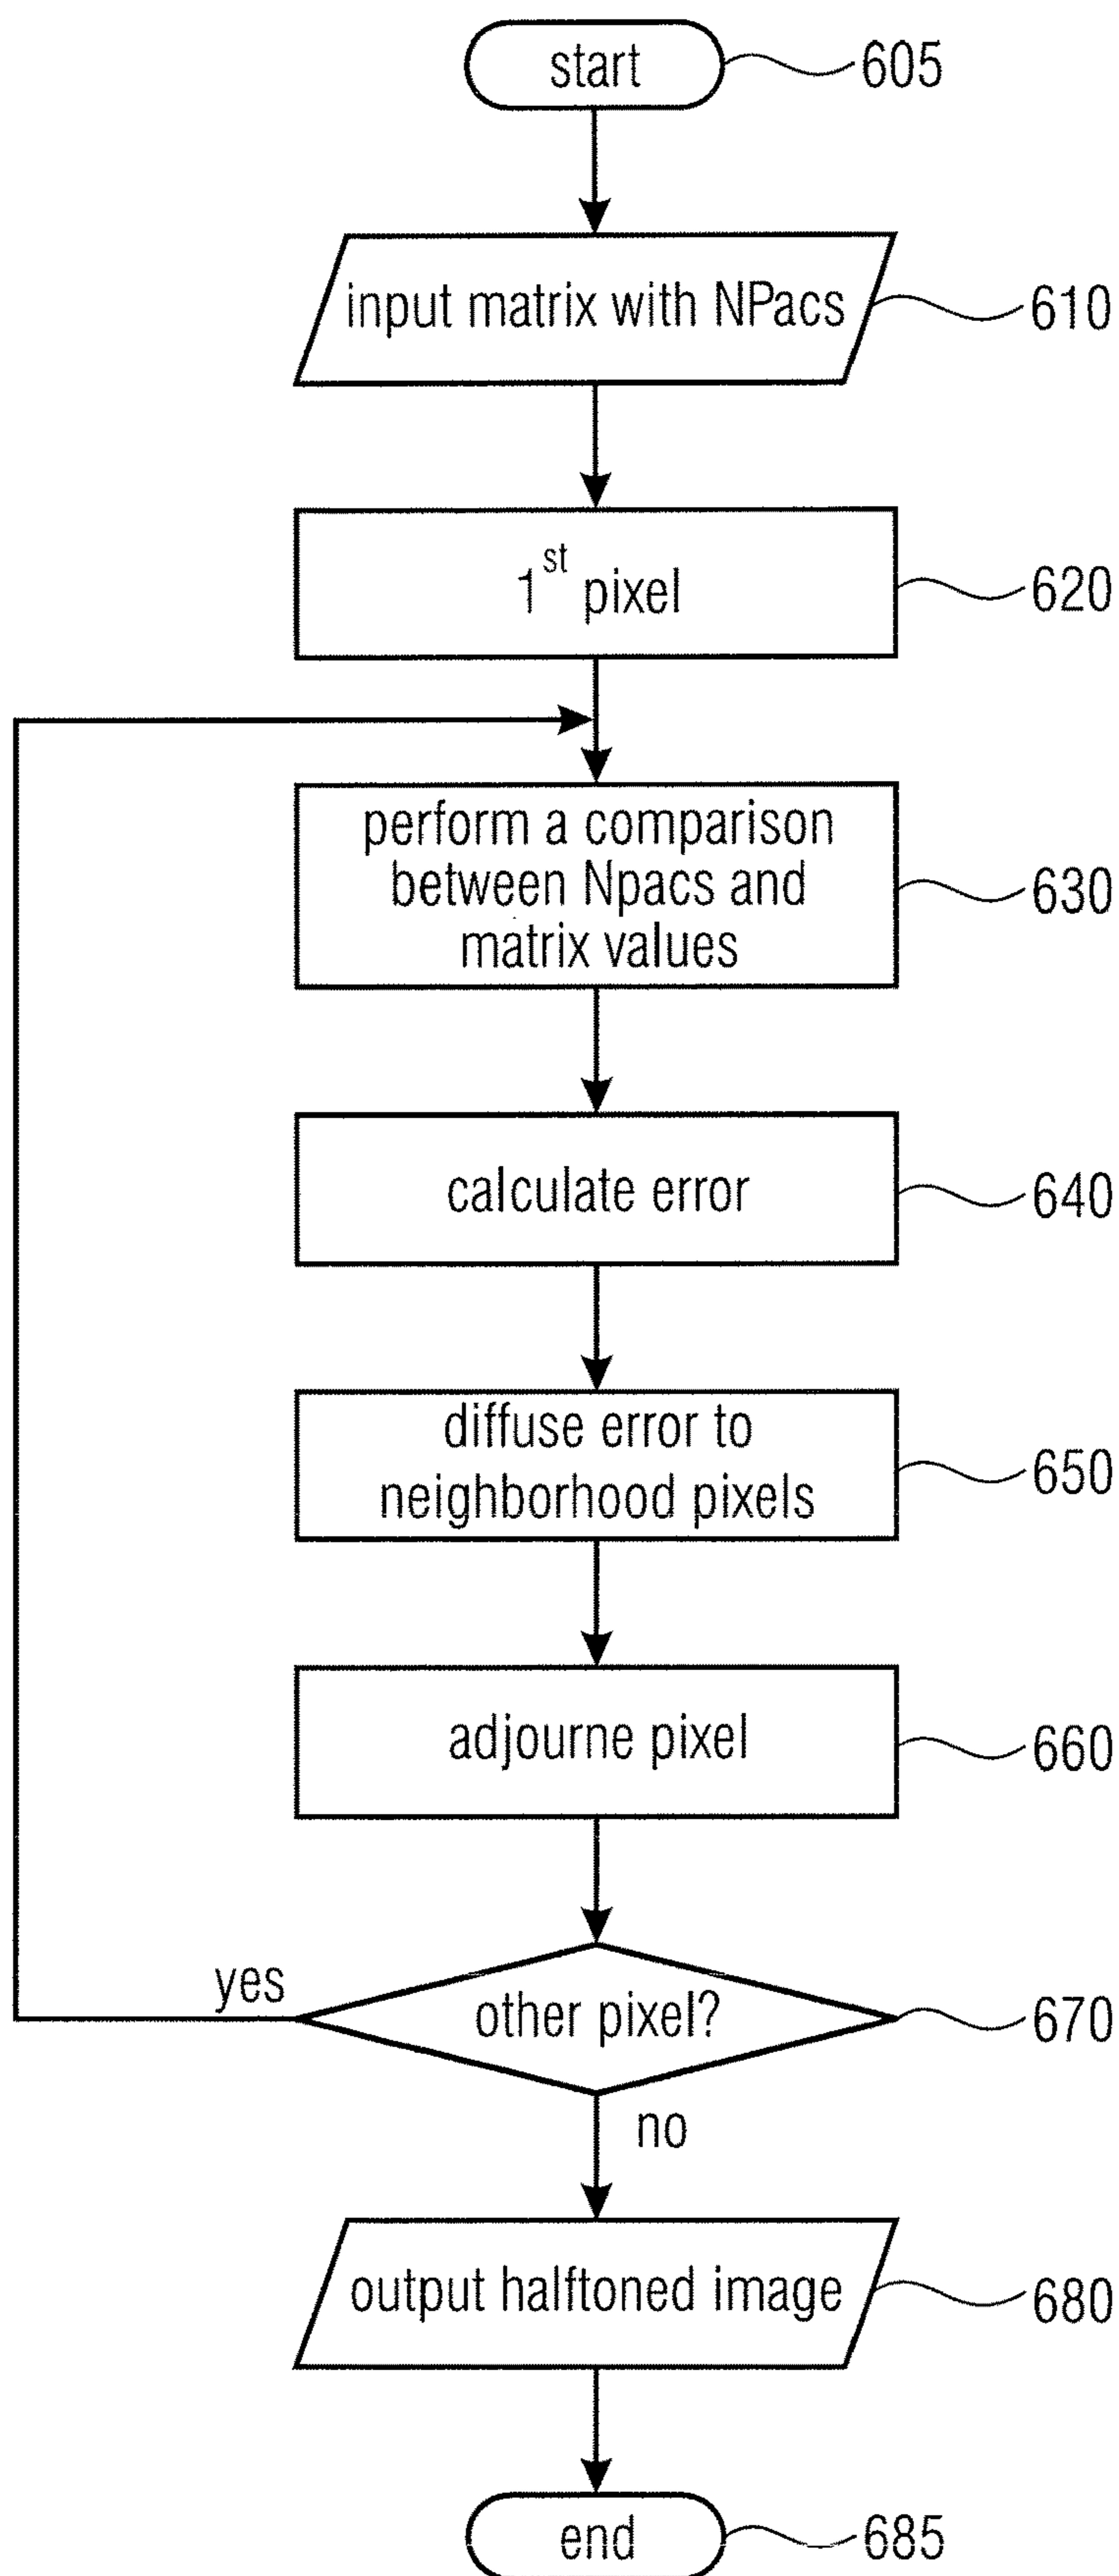 start
605
input matrix with NPacs
610
1st pixel
620
perform a comparison
between Npacs and
matrix values
630
calculate error
640
diffuse error to
neighborhood pixels
650
adjourne pixel
660
yes
other pixel?
670
no
output halftoned image
680
end
685